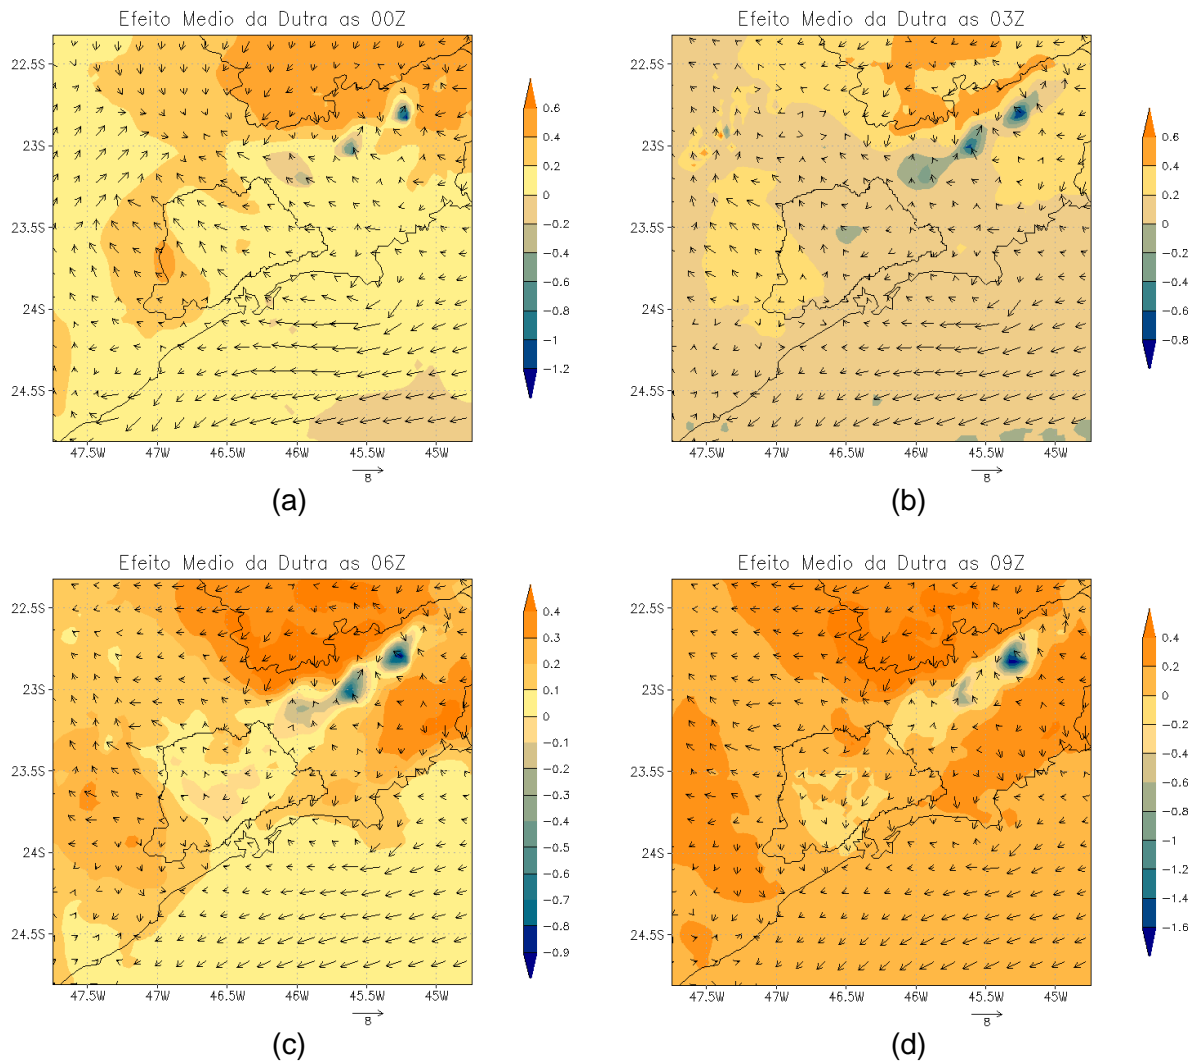 Efeito Medio da Dutra as 00Z
22.5S
23S
23.5S
24S
24.5S
47.5W 47W 46.5W 46W 45.5W 45W
8
0.6
0.4
0.2
0
−0.2
−0.4
−0.6
−0.8
−1
−1.2
(a)
Efeito Medio da Dutra as 03Z
22.5S
23S
23.5S
24S
24.5S
47.5W 47W 46.5W 46W 45.5W 45W
8
0.6
0.4
0.2
0
−0.2
−0.4
−0.6
−0.8
(b)
Efeito Medio da Dutra as 06Z
22.5S
23S
23.5S
24S
24.5S
47.5W 47W 46.5W 46W 45.5W 45W
8
0.4
0.3
0.2
0.1
0
−0.1
−0.2
−0.3
−0.4
−0.5
−0.6
−0.7
−0.8
−0.9
(c)
Efeito Medio da Dutra as 09Z
22.5S
23S
23.5S
24S
24.5S
47.5W 47W 46.5W 46W 45.5W 45W
8
0.4
0.2
0
−0.2
−0.4
−0.6
−0.8
−1
−1.2
−1.4
−1.6
(d)